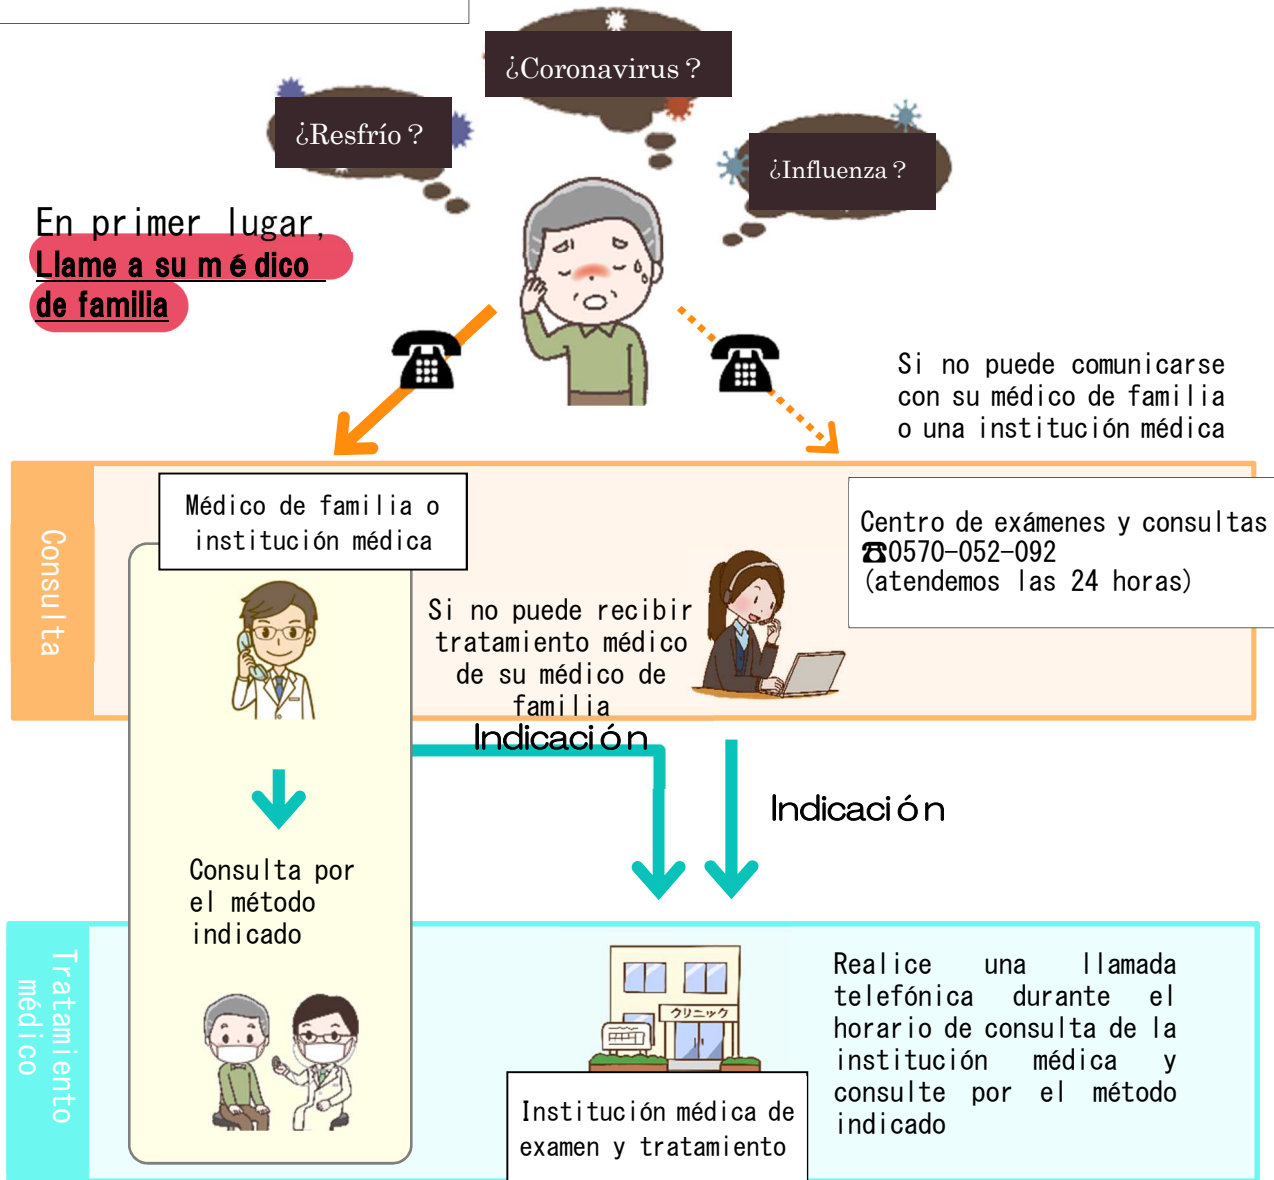 ¿Coronavirus？
¿Resfrío？
¿Influenza？
En primer lugar,
Llame a su médico
de familia
Si no puede comunicarse
con su médico de familia
o una institución médica
Consulta
Médico de familia o
institución médica
Centro de exámenes y consultas
☎0570-052-092
(atendemos las 24 horas)
Si no puede recibir
tratamiento médico
de su médico de
familia
Indicación
Indicación
Consulta por
el método
indicado
Tratamiento
médico
クリニック
Institución médica de
examen y tratamiento
Realice una llamada
telefónica durante el
horario de consulta de la
institución médica y
consulte por el método
indicado